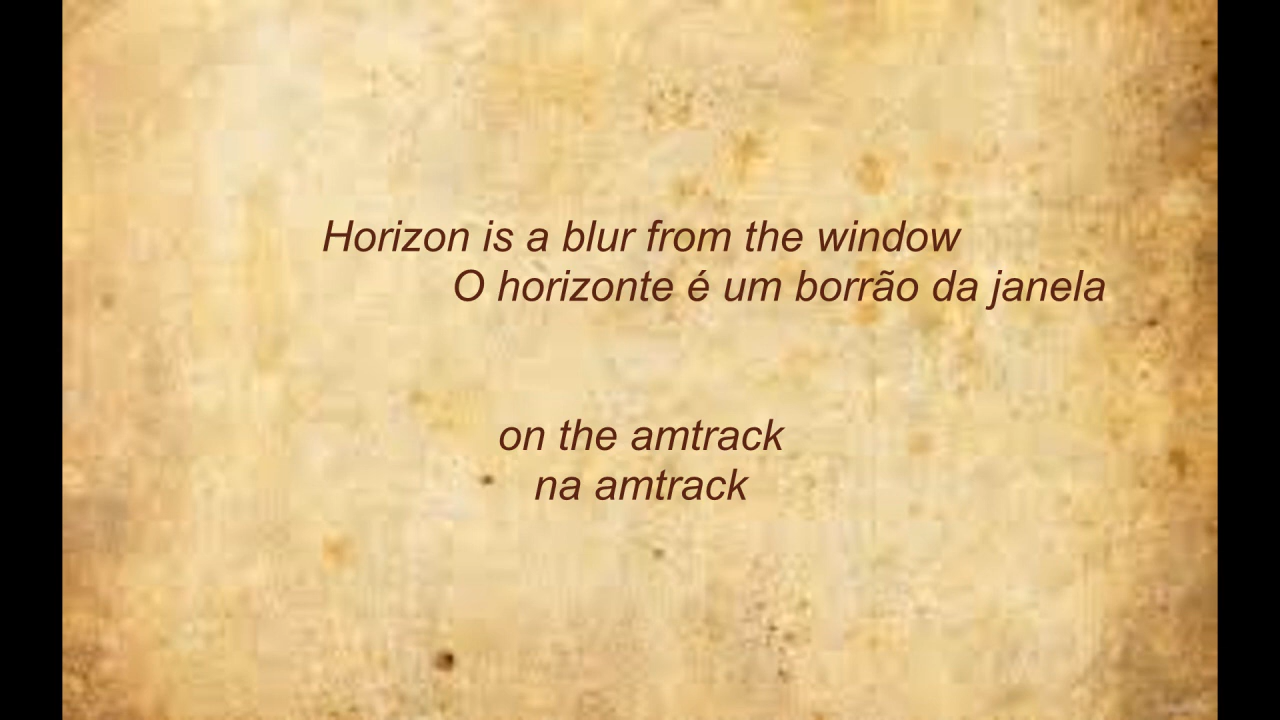 Horizon is a blur from the window
O horizonte é um borrão da janela
on the amtrack
na amtrack